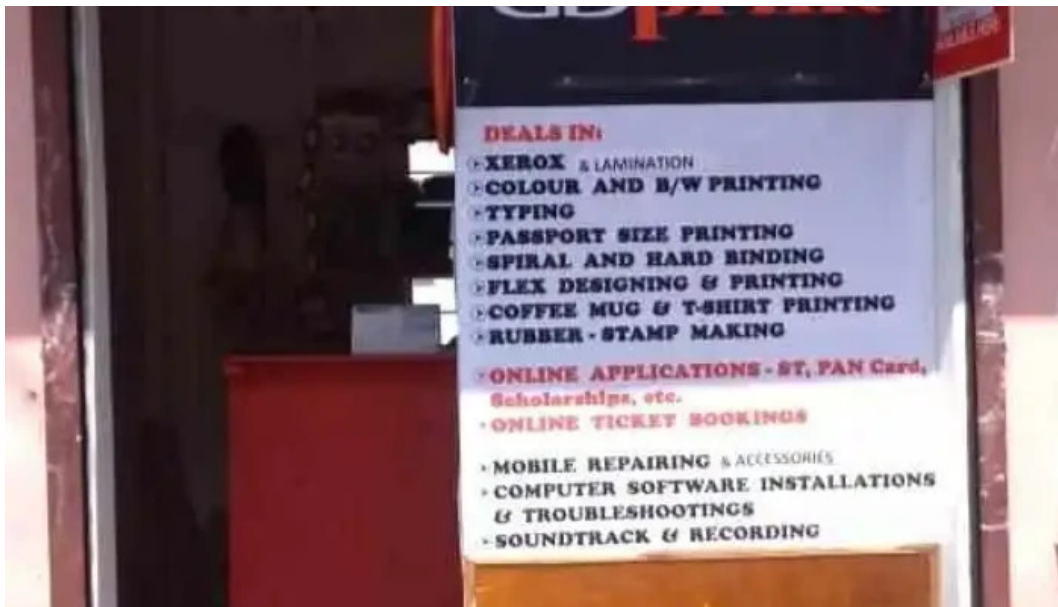 DEALS IN:
XEROX & LAMINATION
COLOUR AND B/W PRINTING
TYPING
PASSPORT SIZE PRINTING
SPIRAL AND HARD BINDING
FLEX DESIGNING & PRINTING
COFFEE MUG & T-SHIRT PRINTING
RUBBER - STAMP MAKING
ONLINE APPLICATIONS - ST, PAN Card,
Scholarships, etc.
ONLINE TICKET BOOKINGS
MOBILE REPAIRING & ACCESSORIES
COMPUTER SOFTWARE INSTALLATIONS
& TROUBLESHOOTINGS
SOUNDTRACK & RECORDING